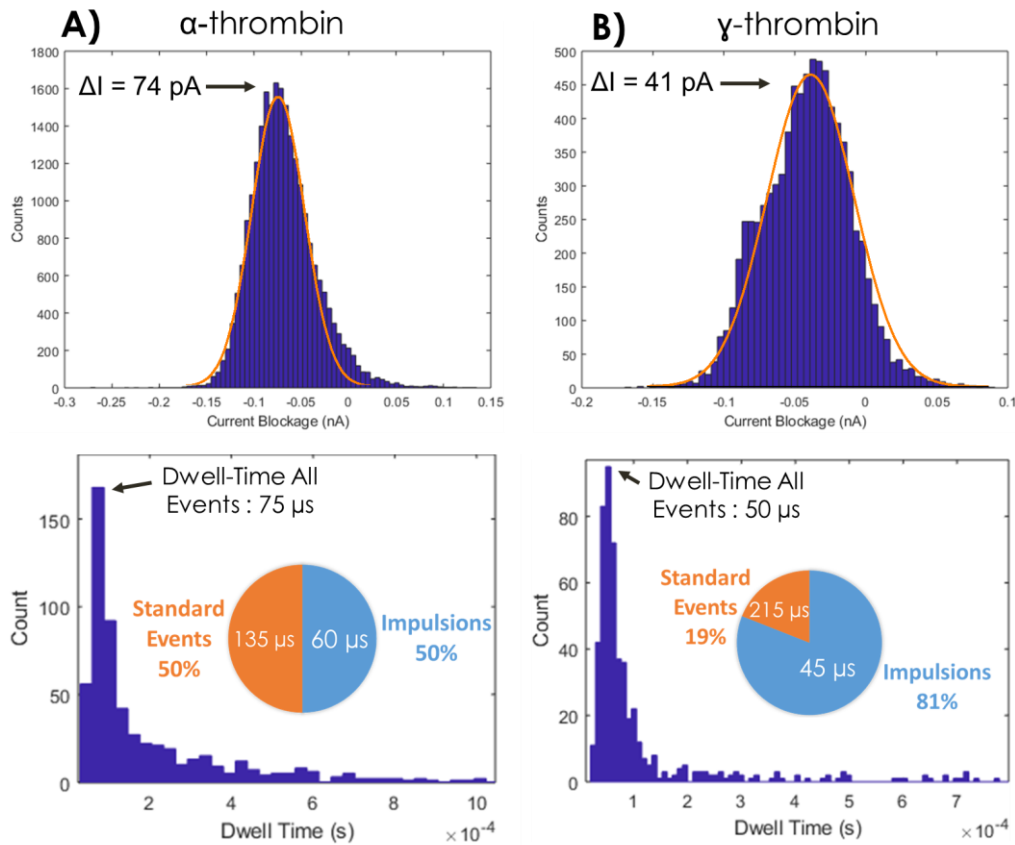 A)
α-thrombin
1800
1600
1400
1200
1000
800
600
400
200
0
Counts
ΔI = 74 pA
-0.3
-0.25
-0.2
-0.15
-0.1
-0.05
0
0.05
0.1
0.15
Current Blockage (nA)
B)
ɣ-thrombin
500
450
400
350
300
250
200
150
100
50
0
Counts
ΔI = 41 pA
-0.2
-0.15
-0.1
-0.05
0
0.05
0.1
Current Blockage (nA)
150
100
50
0
Count
Dwell-Time All
Events : 75 µs
Standard
Events
50%
135 µs
60 µs
Impulsions
50%
2
4
6
8
10
Dwell Time (s)
×10⁻⁴
80
60
40
20
0
Count
Dwell-Time All
Events : 50 µs
Standard
Events
19%
215 µs
45 µs
Impulsions
81%
1
2
3
4
5
6
7
Dwell Time (s)
×10⁻⁴